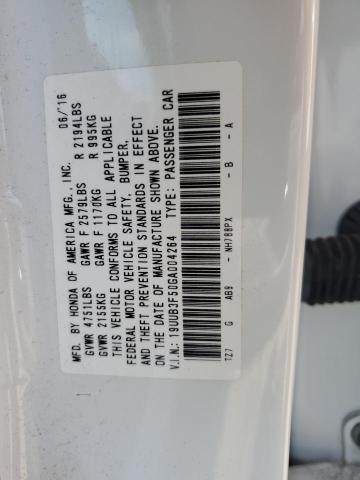 MFD. BY HONDA OF AMERICA MFG., INC. 06/'16
GVWR 4751LBS GAWR F 2579LBS R 2194LBS
GVWR 2155KG GAWR F 1170KG R 995KG
THIS VEHICLE CONFORMS TO ALL APPLICABLE
FEDERAL MOTOR VEHICLE SAFETY, BUMPER,
AND THEFT PREVENTION STANDARDS IN EFFECT
ON THE DATE OF MANUFACTURE SHOWN ABOVE.
V.I.N.: 19UUB3F50GA004264 TYPE: PASSENGER CAR
TZ7 G AB9 - NH788PX - B - A